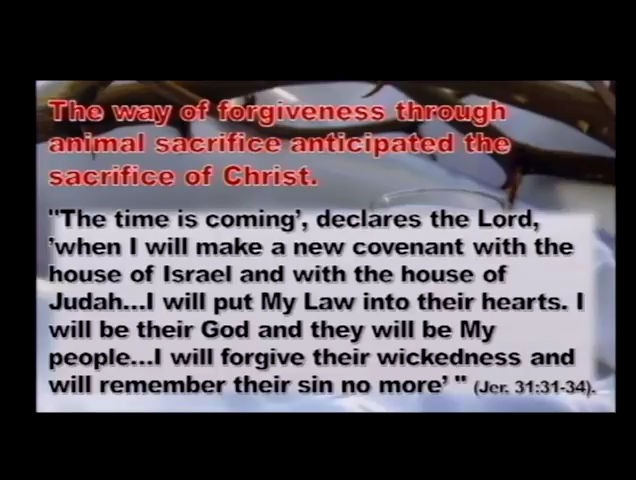 The way of forgiveness through
animal sacrifice anticipated the
sacrifice of Christ.
"The time is coming', declares the Lord,
'when I will make a new covenant with the
house of Israel and with the house of
Judah...I will put My Law into their hearts. I
will be their God and they will be My
people...I will forgive their wickedness and
will remember their sin no more' " (Jer. 31:31-34).